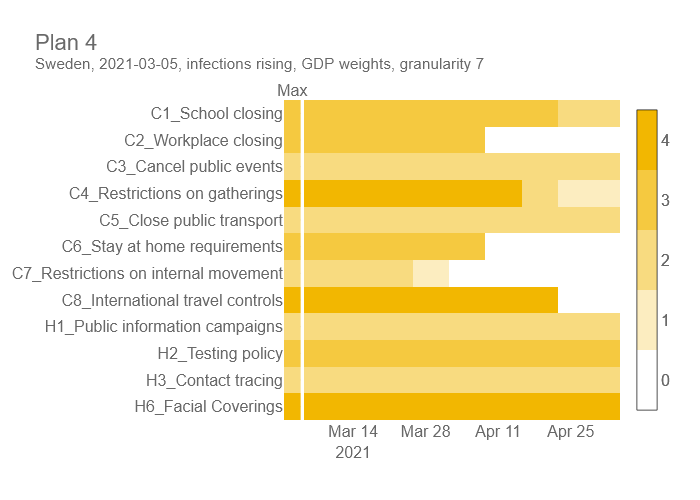 Plan 4
Sweden, 2021-03-05, infections rising, GDP weights, granularity 7
Max
C1_School closing
C2_Workplace closing
C3_Cancel public events
C4_Restrictions on gatherings
C5_Close public transport
C6_Stay at home requirements
C7_Restrictions on internal movement
C8_International travel controls
H1_Public information campaigns
H2_Testing policy
H3_Contact tracing
H6_Facial Coverings
Mar 14 Mar 28 Apr 11 Apr 25
2021
4
3
2
1
0